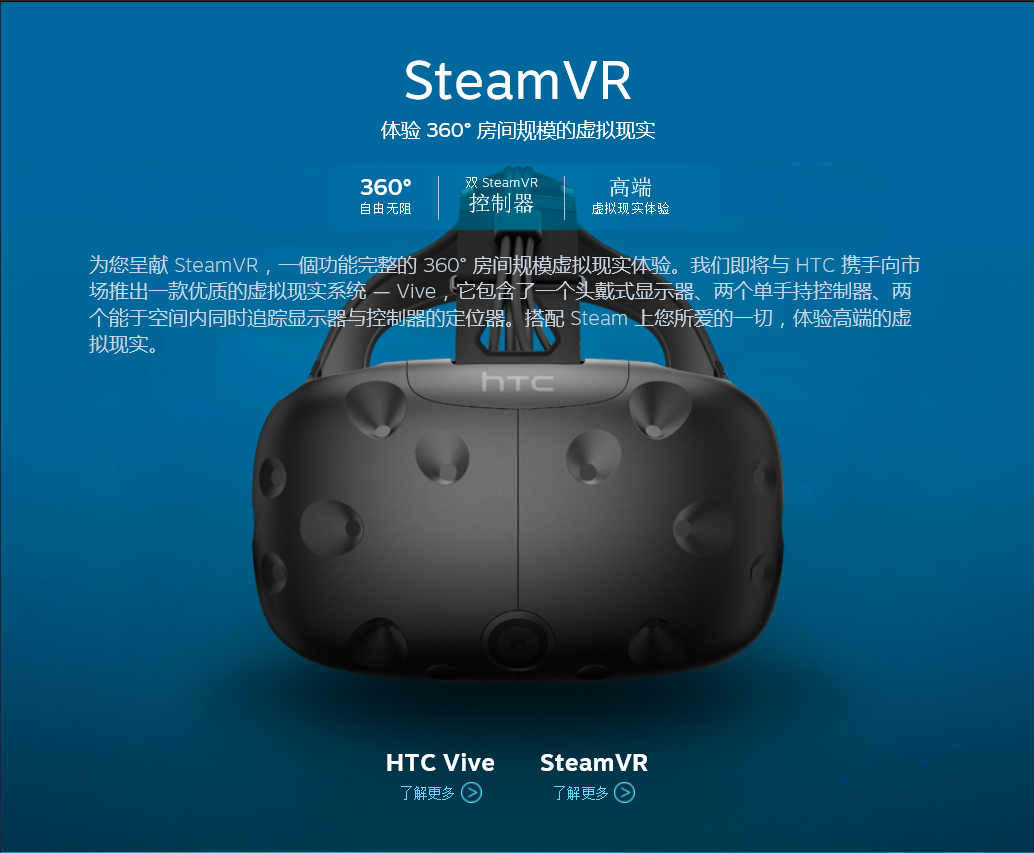 SteamVR
体验 360° 房间规模的虚拟现实
360°
自由无阻
双 SteamVR
控制器
高端
虚拟现实体验
为您呈献 SteamVR，一個功能完整的 360° 房间规模虚拟现实体验。我们即将与 HTC 携手向市
场推出一款优质的虚拟现实系统 — Vive，它包含了一个头戴式显示器、两个单手持控制器、两
个能于空间内同时追踪显示器与控制器的定位器。搭配 Steam 上您所爱的一切，体验高端的虚
拟现实。
hTC
HTC Vive
了解更多
SteamVR
了解更多